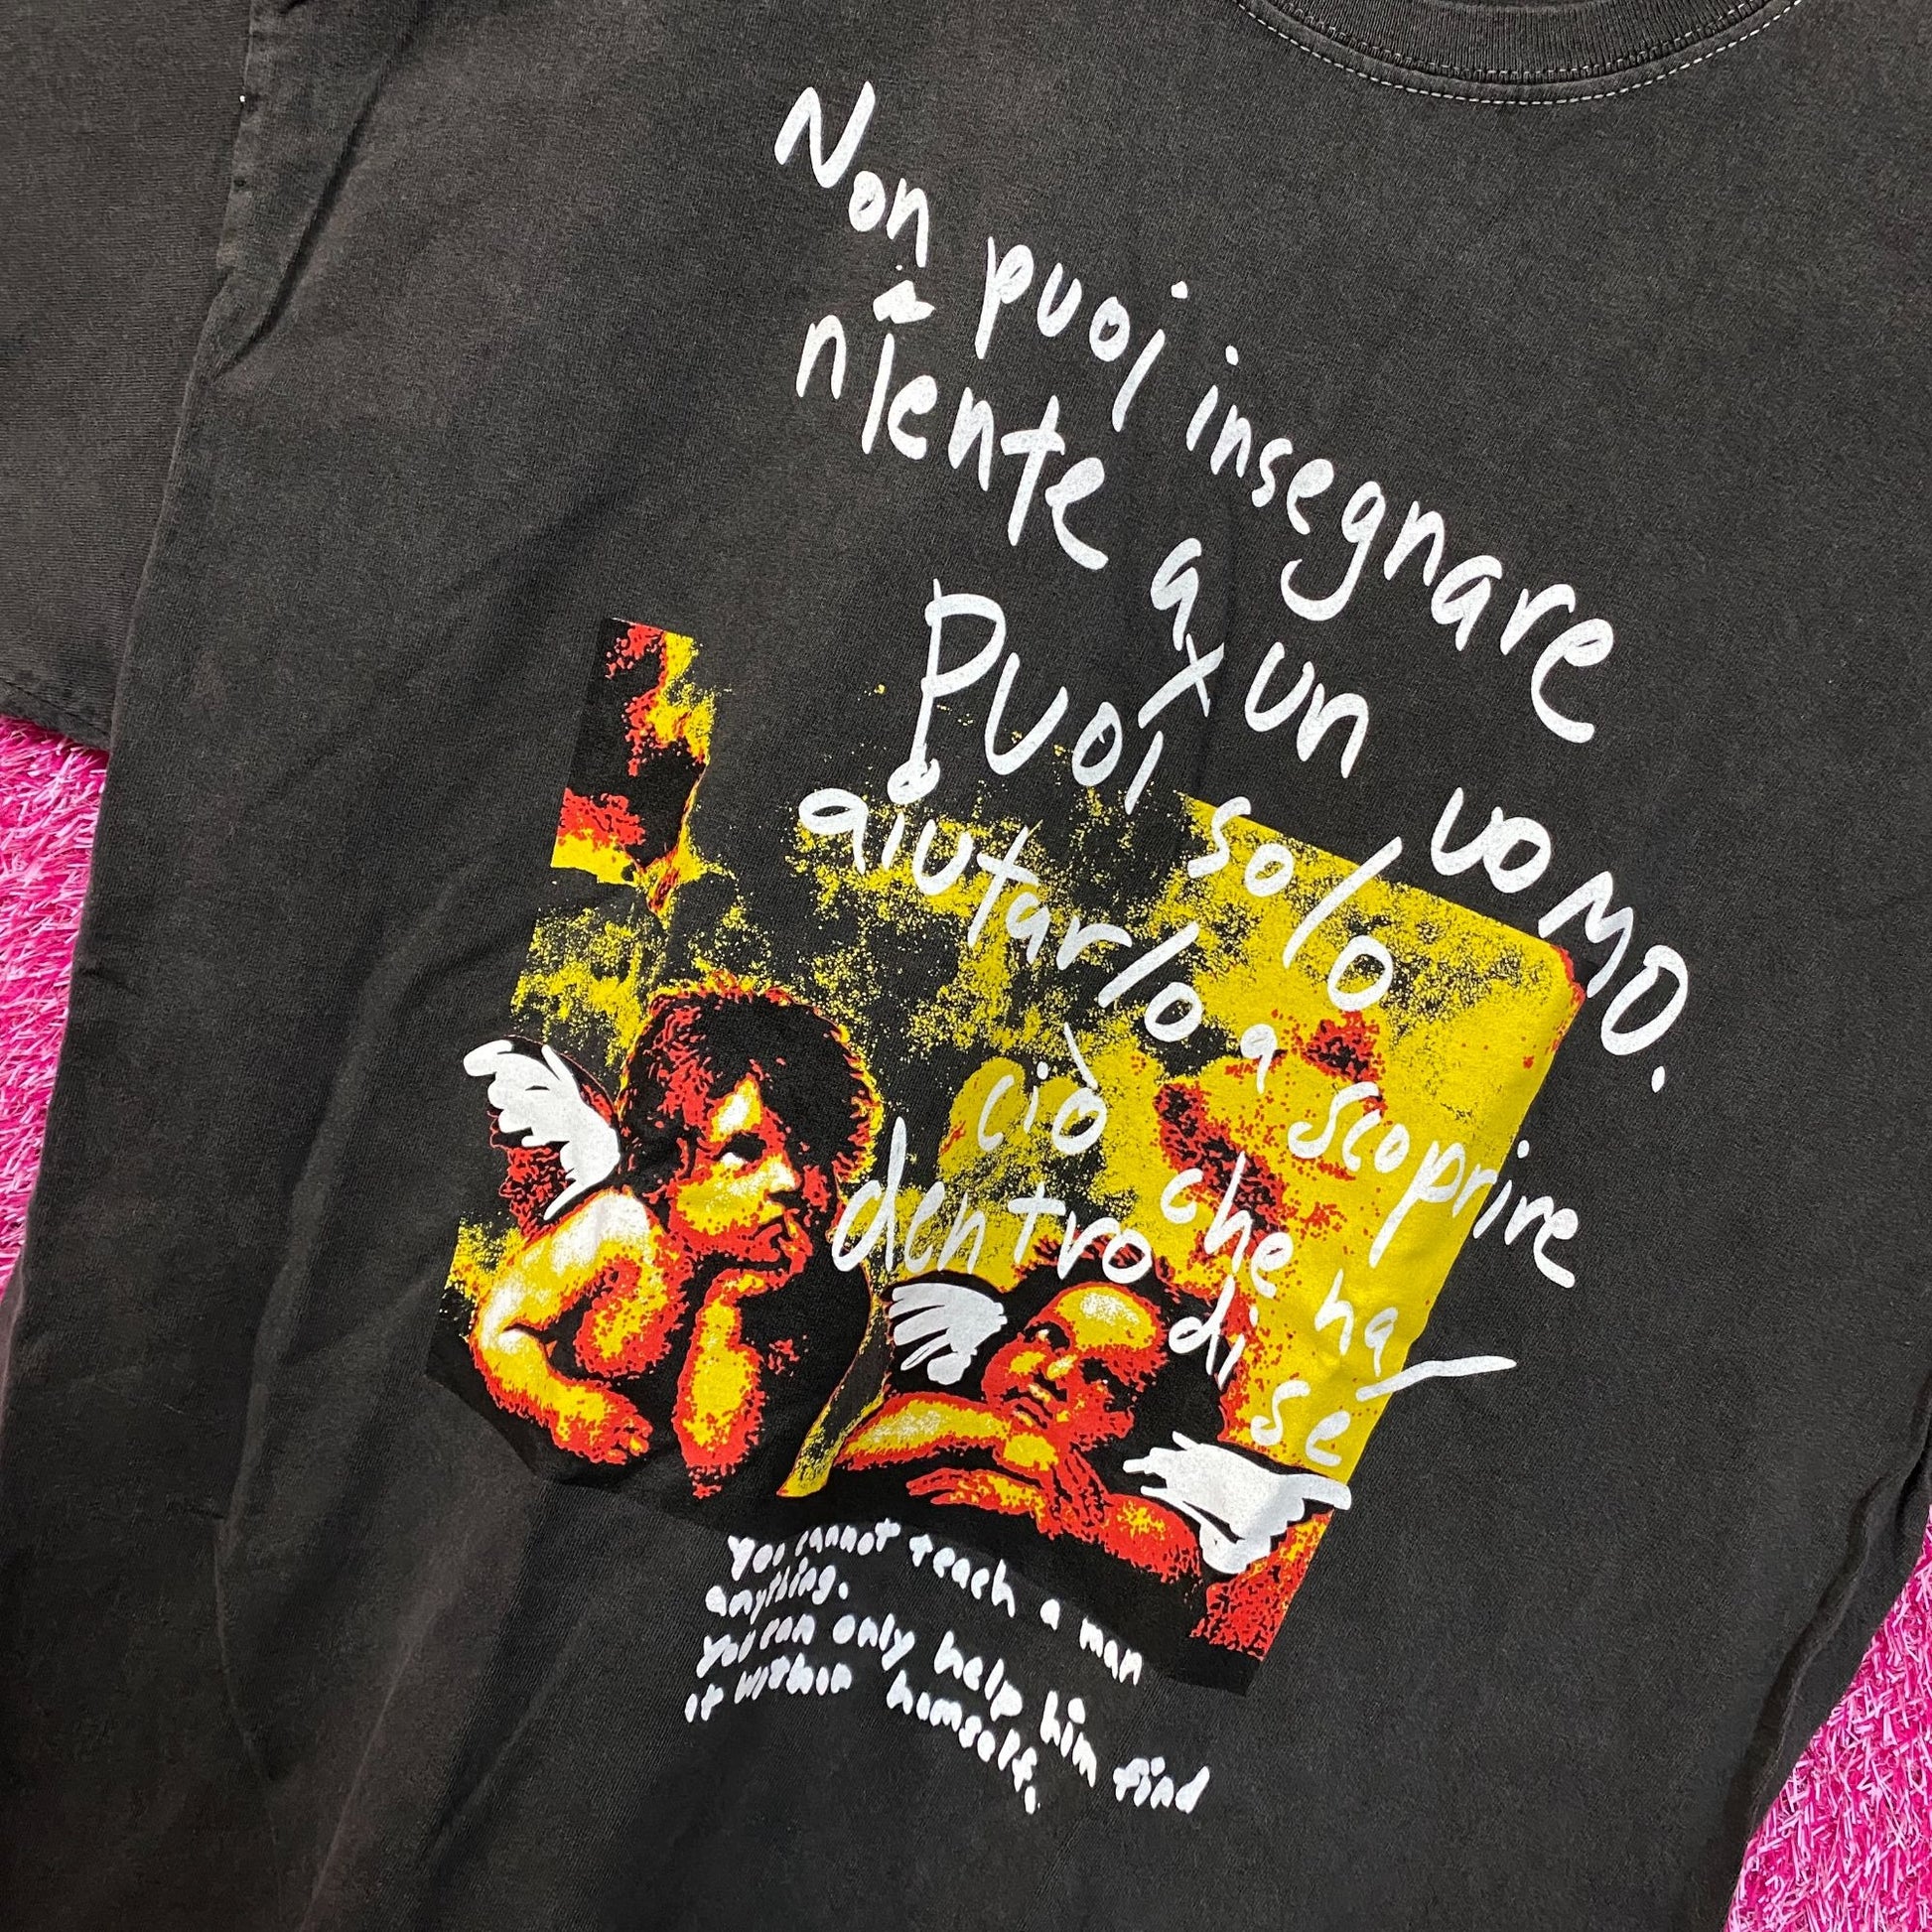 Non puoi insegnare
niente a un uomo.
Puoi solo
aiutarlo a scoprire
ciò che ha
dentro di sé
You cannot teach a man
anything.
You can only help him find
it within himself.